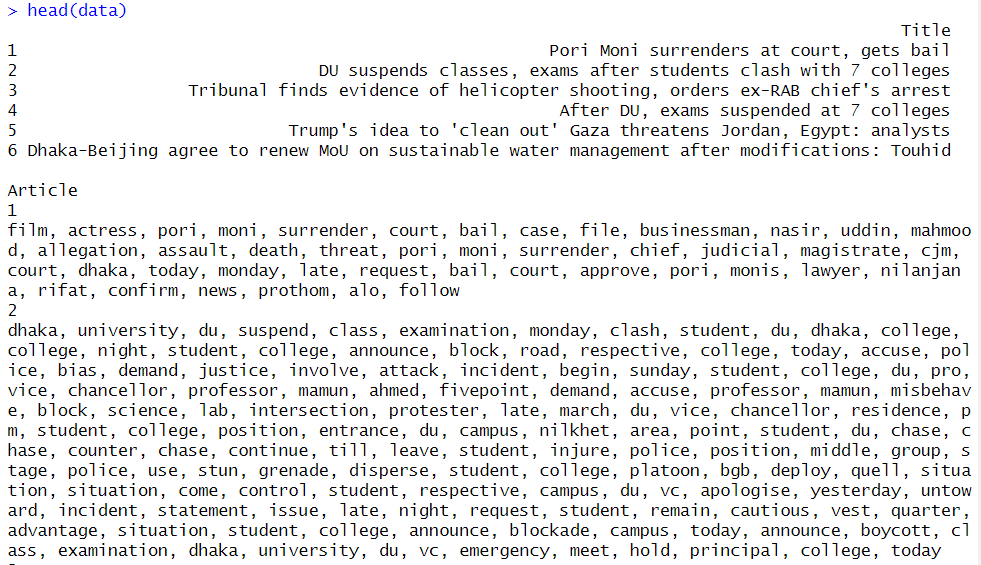 > head(data)
Title
1 Pori Moni surrenders at court, gets bail
2 DU suspends classes, exams after students clash with 7 colleges
3 Tribunal finds evidence of helicopter shooting, orders ex-RAB chief's arrest
4 After DU, exams suspended at 7 colleges
5 Trump's idea to 'clean out' Gaza threatens Jordan, Egypt: analysts
6 Dhaka-Beijing agree to renew MoU on sustainable water management after modifications: Touhid
Article
1
film, actress, pori, moni, surrender, court, bail, case, file, businessman, nasir, uddin, mahmoo
d, allegation, assault, death, threat, pori, moni, surrender, chief, judicial, magistrate, cjm,
court, dhaka, today, monday, late, request, bail, court, approve, pori, monis, lawyer, nilanjan
a, rifat, confirm, news, prothom, alo, follow
2
dhaka, university, du, suspend, class, examination, monday, clash, student, du, dhaka, college,
college, night, student, college, announce, block, road, respective, college, today, accuse, pol
ice, bias, demand, justice, involve, attack, incident, begin, sunday, student, college, du, pro,
vice, chancellor, professor, mamun, ahmed, fivepoint, demand, accuse, professor, mamun, misbehav
e, block, science, lab, intersection, protester, late, march, du, vice, chancellor, residence, p
m, student, college, position, entrance, du, campus, nilkhet, area, point, student, du, chase, c
hase, counter, chase, continue, till, leave, student, injure, police, position, middle, group, s
tage, police, use, stun, grenade, disperse, student, college, platoon, bgb, deploy, quell, situa
tion, situation, come, control, student, respective, campus, du, vc, apologise, yesterday, untow
ard, incident, statement, issue, late, night, request, student, remain, cautious, vest, quarter,
advantage, situation, student, college, announce, blockade, campus, today, announce, boycott, cl
ass, examination, dhaka, university, du, vc, emergency, meet, hold, principal, college, today